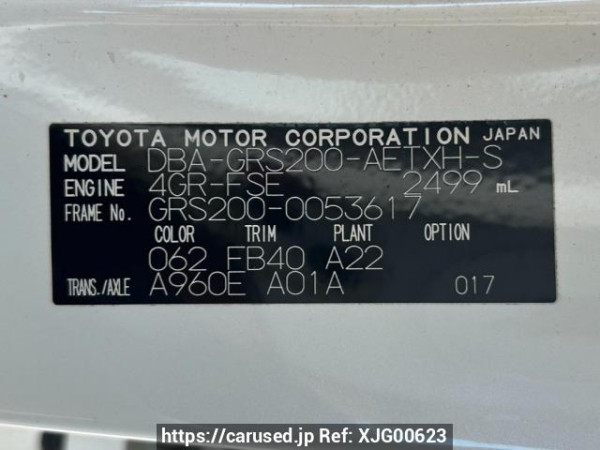 TOYOTA MOTOR CORPORATION JAPAN
MODEL DBA-GRS200-AETXH-S
ENGINE 4GR-FSE 2499 mL
FRAME No. GRS200-0053617
COLOR TRIM PLANT OPTION
062 FB40 A22
TRANS./AXLE A960E A01A 017
https://carused.jp Ref: XJG00623